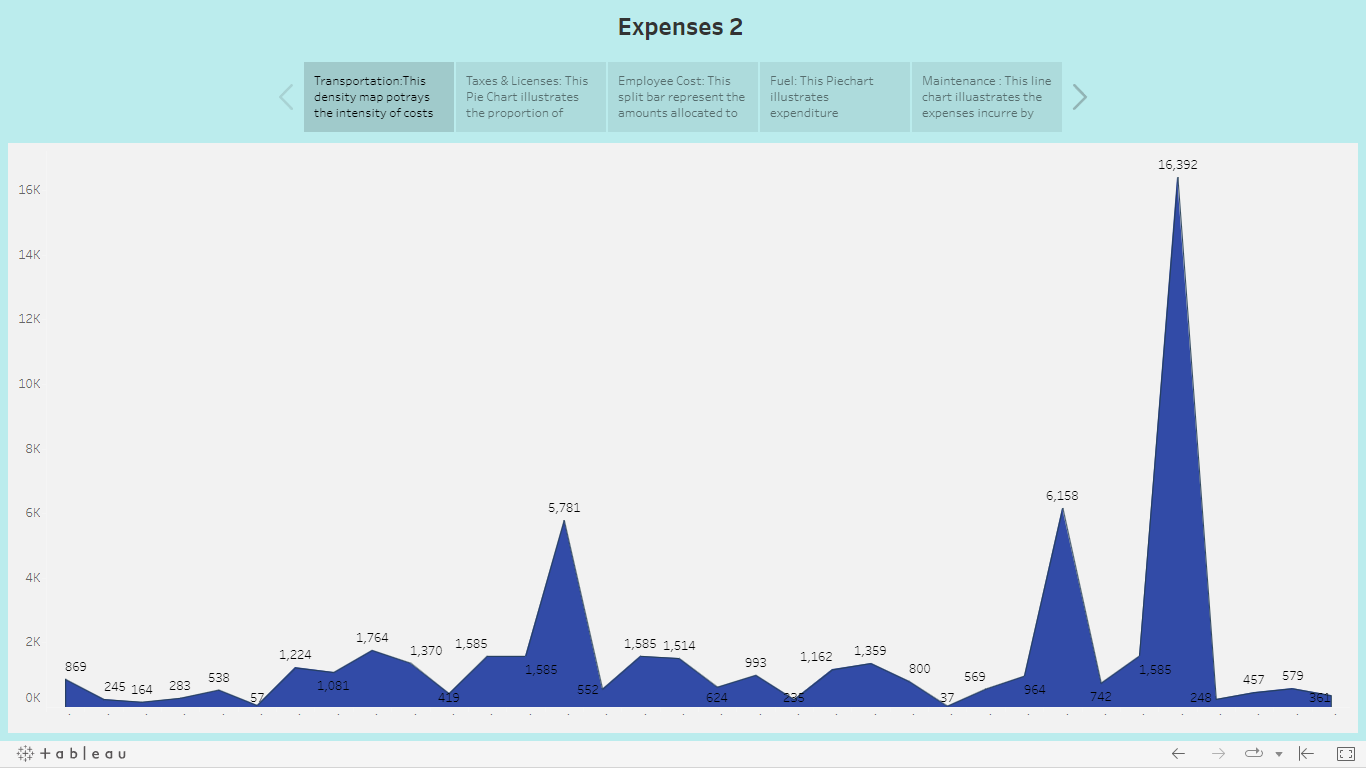 Expenses 2
Transportation:This
density map potrays
the intensity of costs
Taxes & Licenses: This
Pie Chart illustrates
the proportion of
Employee Cost: This
split bar represent the
amounts allocated to
Fuel: This Piechart
illustrates
expenditure
Maintenance : This line
chart illuastrates the
expenses incurre by
16K
14K
12K
10K
8K
6K
4K
2K
0K
869
245
164
283
538
57
1,224
1,081
1,764
1,370
419
1,585
1,585
5,781
552
1,585
1,514
624
993
235
1,162
1,359
800
37
569
964
6,158
742
1,585
16,392
248
457
579
361
+ a b | e a u